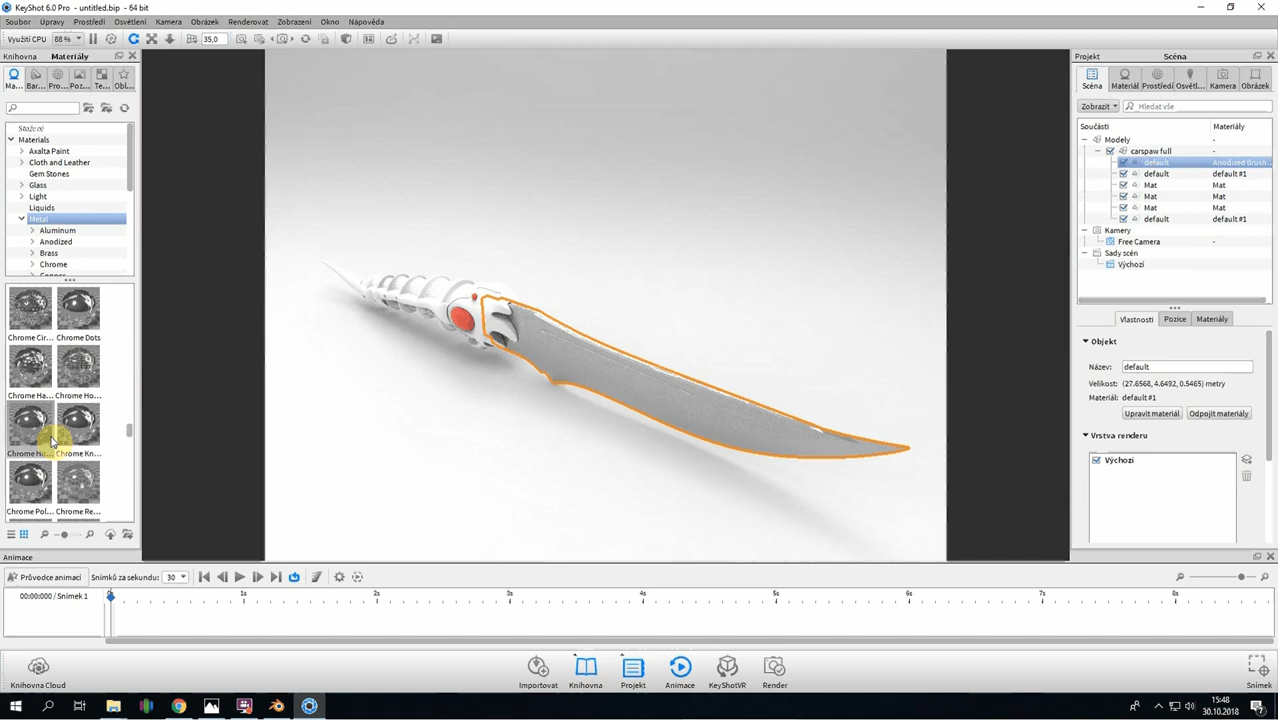 KeyShot 6.0 Pro - untitled.bip - 64 bit
Soubor Úpravy Prostředí Osvětlení Kamera Obrázek Renderovat Zobrazení Okno Nápověda
Využití CPU 88% 35,0
Knihovna Materiály
Ma... Bar... Pro... Poz... Te... Obl...
Složené
Materials
Axalta Paint
Cloth and Leather
Gem Stones
Glass
Light
Liquids
Metal
Aluminum
Anodized
Brass
Chrome
Chrome Cir... Chrome Dots
Chrome Ha... Chrome Ho...
Chrome Ho... Chrome Kn...
Chrome Pol... Chrome Re...
Projekt Scéna
Scéna Materiál Prostředí Osvětl... Kamera Obrázek
Zobrazit Hledat vše
Součásti Materiály
Modely -
carspaw full -
default Anodized Brush...
default default #1
Mat Mat
Mat Mat
Mat Mat
default default #1
Kamery
Free Camera -
Sady scén
Výchozí
Vlastnosti Pozice Materiály
Objekt
Název: default
Velikost: (27.6568, 4.6492, 0.5465) metry
Materiál: default #1
Upravit materiál Odpojit materiály
Vrstva renderu
Výchozí
Animace
Průvodce animací Snímků za sekundu: 30
00:00:000 / Snímek 1 1s 2s 3s 4s 5s 6s 7s 8s
Knihovna Cloud Importovat Knihovna Projekt Animace KeyShotVR Render Snímek
15:48
30.10.2018